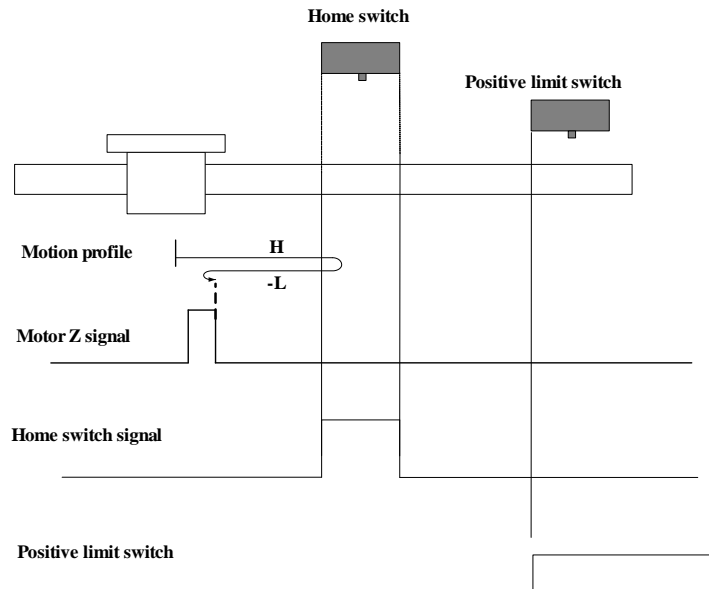 Home switch
Positive limit switch
Motion profile
H
-L
Motor Z signal
Home switch signal
Positive limit switch